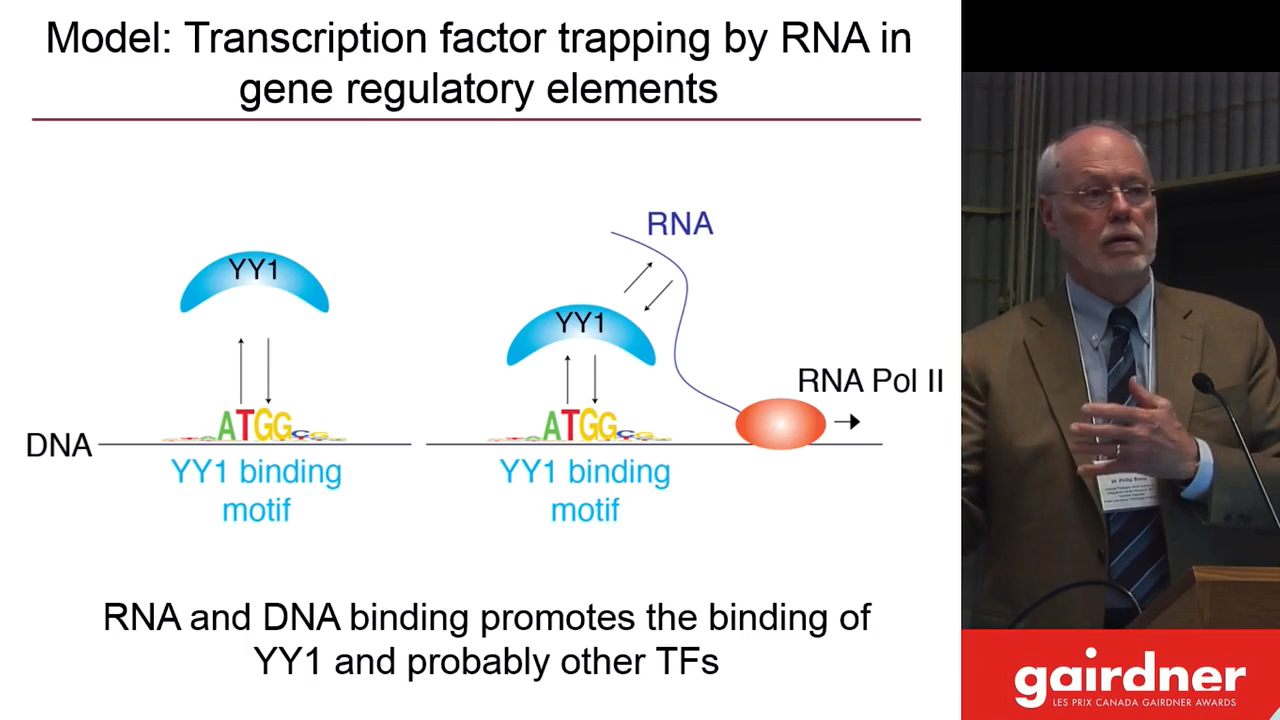 Model: Transcription factor trapping by RNA in
gene regulatory elements
RNA
YY1
YY1
RNA Pol II
ATGG
ATGG
DNA
YY1 binding
motif
YY1 binding
motif
RNA and DNA binding promotes the binding of
YY1 and probably other TFs
Dr. Phillip
gairdner
LES PRIX CANADA GAIRDNER AWARDS